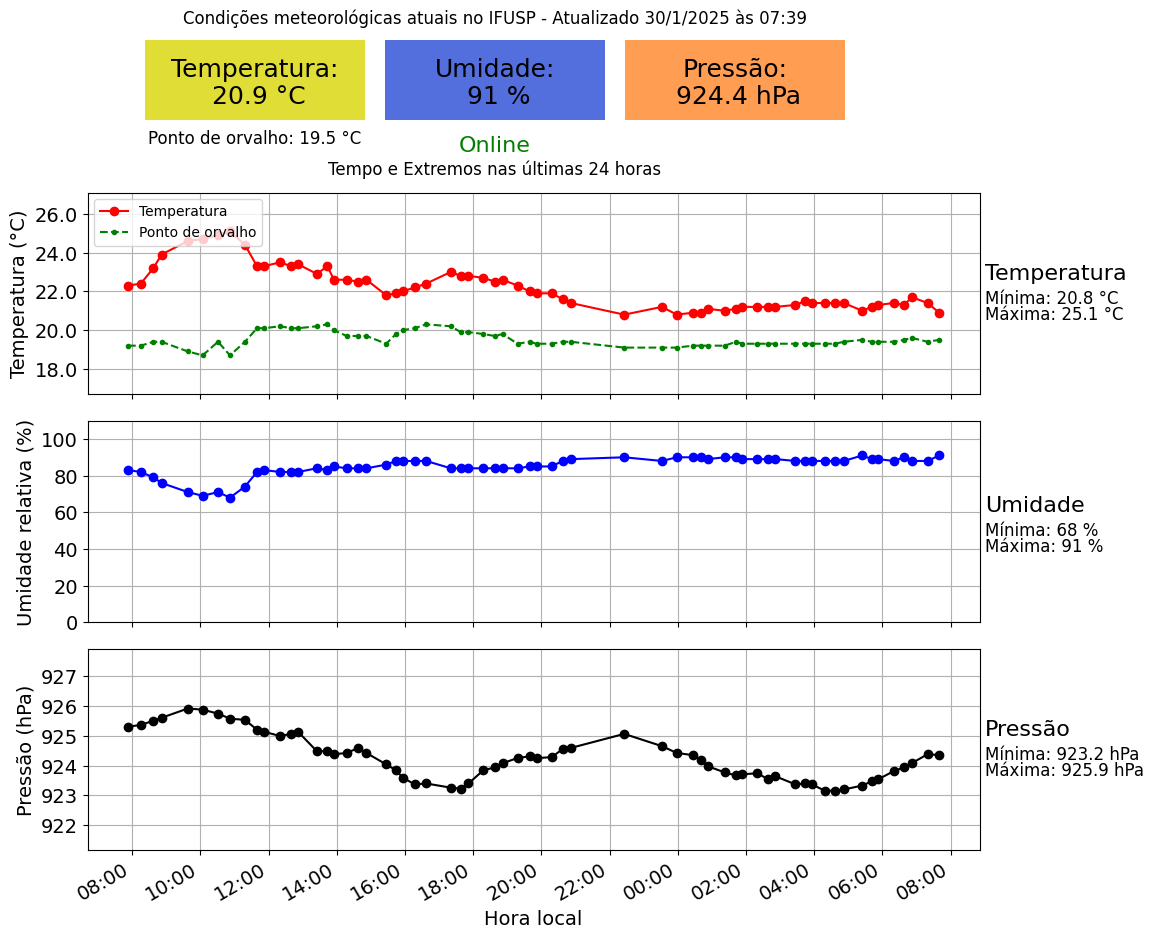 Condições meteorológicas atuais no IFUSP - Atualizado 30/1/2025 às 07:39
Temperatura:
20.9 °C
Umidade:
91 %
Pressão:
924.4 hPa
Ponto de orvalho: 19.5 °C
Online
Tempo e Extremos nas últimas 24 horas
Temperatura (°C)
26.0
24.0
22.0
20.0
18.0
Temperatura
Ponto de orvalho
Temperatura
Mínima: 20.8 °C
Máxima: 25.1 °C
Umidade relativa (%)
100
80
60
40
20
0
Umidade
Mínima: 68 %
Máxima: 91 %
Pressão (hPa)
927
926
925
924
923
922
Pressão
Mínima: 923.2 hPa
Máxima: 925.9 hPa
08:00 10:00 12:00 14:00 16:00 18:00 20:00 22:00 00:00 02:00 04:00 06:00 08:00
Hora local